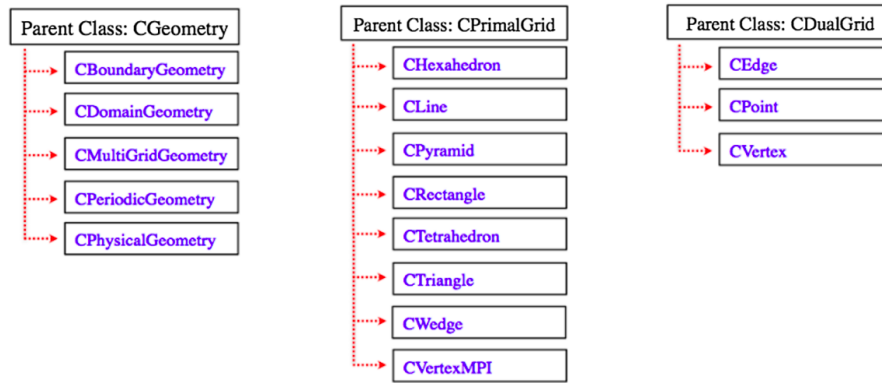 Parent Class: CGeometry
CBoundaryGeometry
CDomainGeometry
CMultiGridGeometry
CPeriodicGeometry
CPhysicalGeometry
Parent Class: CPrimalGrid
CHexahedron
CLine
CPyramid
CRectangle
CTetrahedron
CTriangle
CWedge
CVertexMPI
Parent Class: CDualGrid
CEdge
CPoint
CVertex